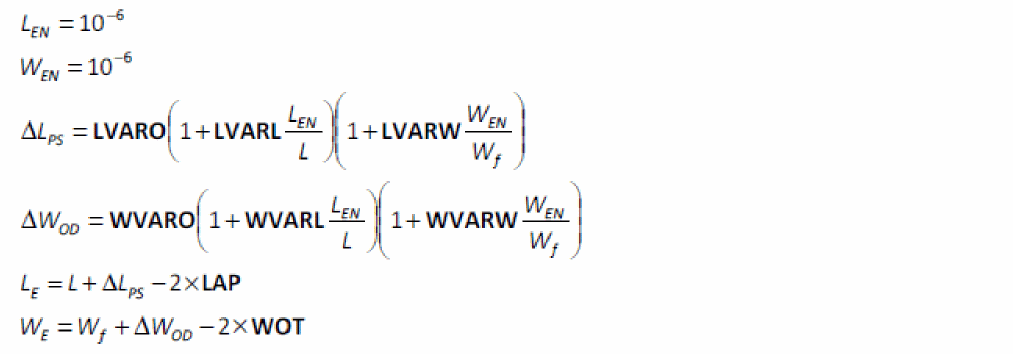 L_EN = 10^−6
W_EN = 10^−6
ΔL_PS = LVARO(1 + LVARL L_EN/L)(1 + LVARW W_EN/W_f)
ΔW_OD = WVARO(1 + WVARL L_EN/L)(1 + WVARW W_EN/W_f)
L_E = L + ΔL_PS − 2×LAP
W_E = W_f + ΔW_OD − 2×WOT